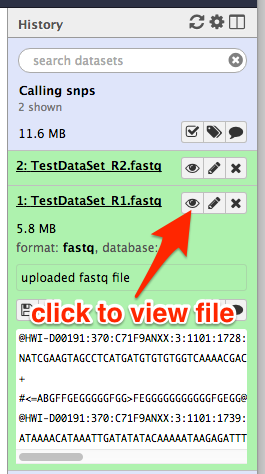 History
search datasets
Calling snps
2 shown
11.6 MB
2: TestDataSet_R2.fastq
1: TestDataSet_R1.fastq
5.8 MB
format: fastq, database:
uploaded fastq file
click to view file
@HWI-D00191:370:C71F9ANXX:3:1101:1728:
NATCGAAGTAGCCTCATGATGTGTGTGGTCAAAACGAC
+
#<=ABGFFGEGGGGGFGG>FEGGGGGGGGGGGFGEGG@
@HWI-D00191:370:C71F9ANXX:3:1101:1739:
ATAAAACATAAATTGATATATACAAAAATAAGAGATTT